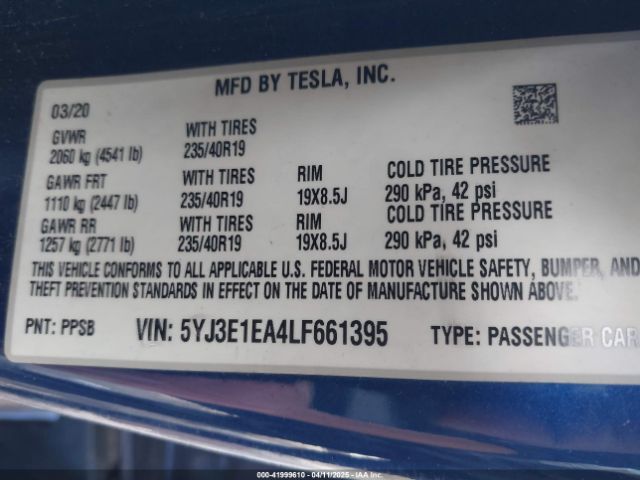 MFD BY TESLA, INC.
03/20
GVWR WITH TIRES
2060 kg (4541 lb) 235/40R19
GAWR FRT WITH TIRES RIM COLD TIRE PRESSURE
1110 kg (2447 lb) 235/40R19 19X8.5J 290 kPa, 42 psi
GAWR RR WITH TIRES RIM COLD TIRE PRESSURE
1257 kg (2771 lb) 235/40R19 19X8.5J 290 kPa, 42 psi
THIS VEHICLE CONFORMS TO ALL APPLICABLE U.S. FEDERAL MOTOR VEHICLE SAFETY, BUMPER, AND
THEFT PREVENTION STANDARDS IN EFFECT ON THE DATE OF MANUFACTURE SHOWN ABOVE.
PNT: PPSB VIN: 5YJ3E1EA4LF661395 TYPE: PASSENGER CAR
000-41999610 - 04/11/2025 - IAA, Inc.